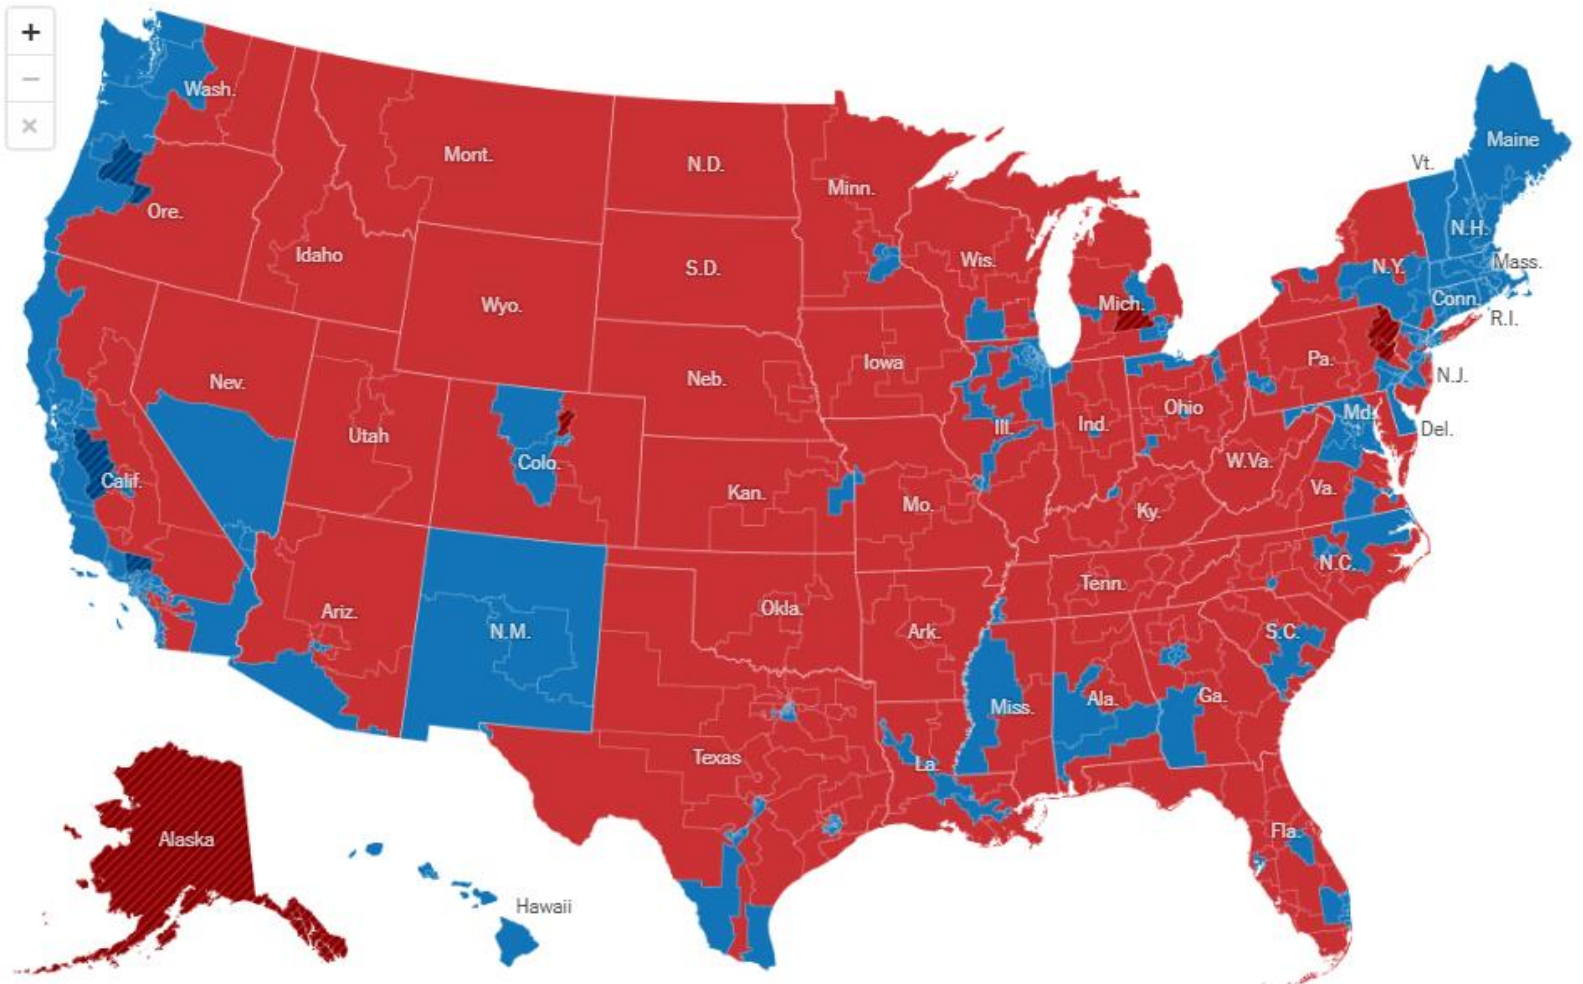 +
−
×
Wash.
Mont.
N.D.
Minn.
Maine
Vt.
Ore.
Idaho
S.D.
Wis.
N.H.
N.Y.
Mass.
Wyo.
Mich.
Conn.
R.I.
Nev.
Neb.
Iowa
Pa.
N.J.
Utah
Colo.
Ill.
Ind.
Ohio
Md.
Del.
Calif.
Kan.
Mo.
W.Va.
Va.
Ky.
Ariz.
N.M.
Okla.
Ark.
Tenn.
N.C.
S.C.
Texas
La.
Miss.
Ala.
Ga.
Alaska
Fla.
Hawaii